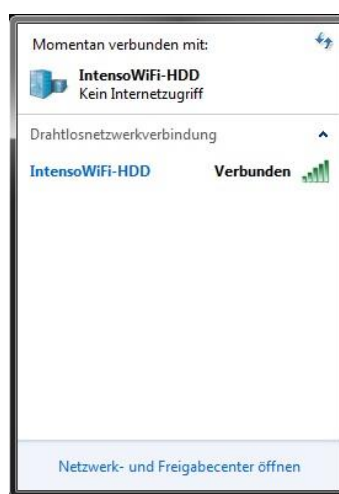 Momentan verbunden mit:
IntensoWiFi-HDD
Kein Internetzugriff
Drahtlosnetzwerkverbindung
IntensoWiFi-HDD Verbunden
Netzwerk- und Freigabecenter öffnen